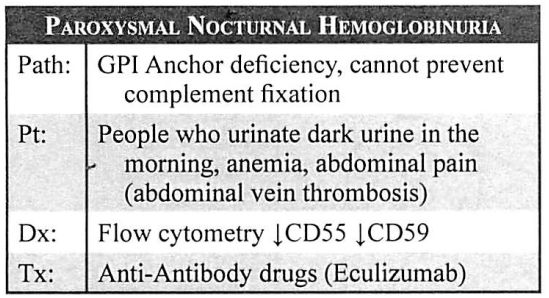 PAROXYSMAL NOCTURNAL HEMOGLOBINURIA
Path: GPI Anchor deficiency, cannot prevent
complement fixation
Pt: People who urinate dark urine in the
morning, anemia, abdominal pain
(abdominal vein thrombosis)
Dx: Flow cytometry ↓CD55 ↓CD59
Tx: Anti-Antibody drugs (Eculizumab)